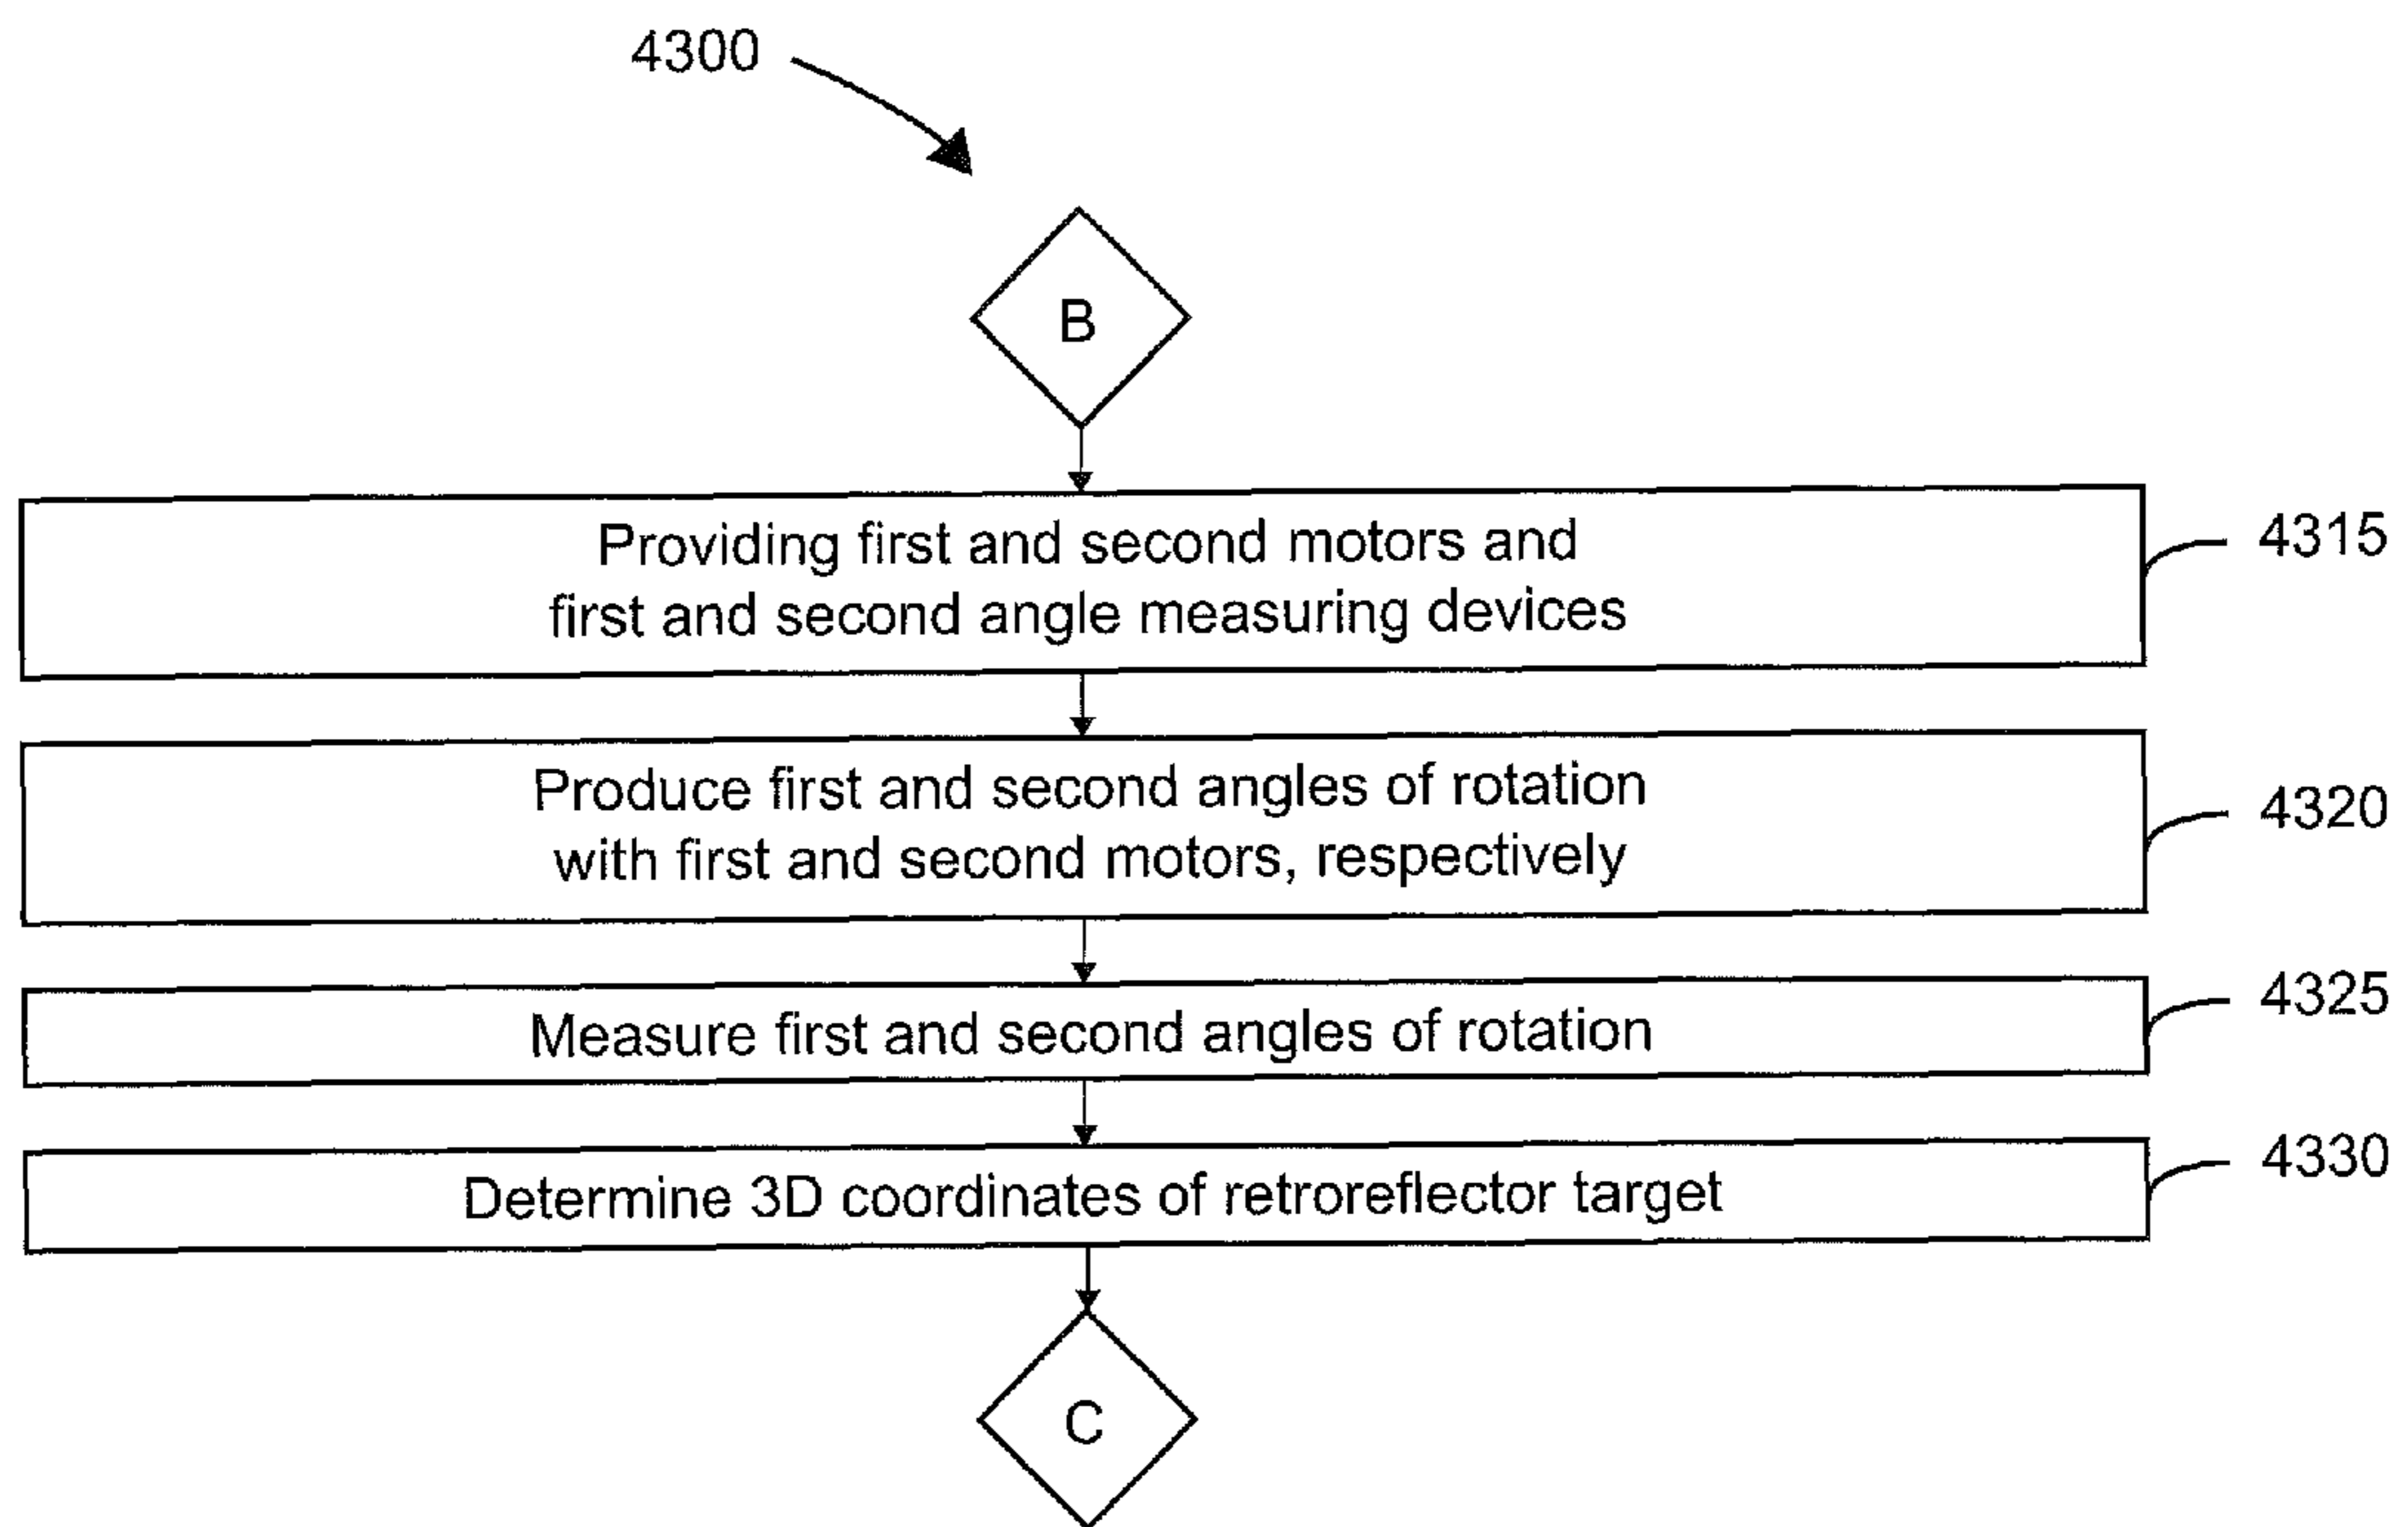 4300
B
Providing first and second motors and
first and second angle measuring devices
4315
Produce first and second angles of rotation
with first and second motors, respectively
4320
Measure first and second angles of rotation
4325
Determine 3D coordinates of retroreflector target
4330
C